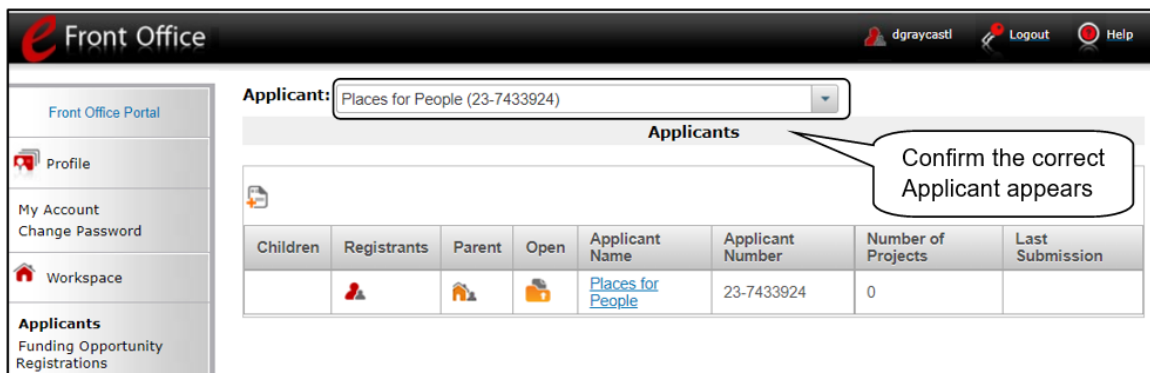 e Front Office
dgraycastl Logout Help
Front Office Portal
Profile
My Account
Change Password
Workspace
Applicants
Funding Opportunity
Registrations
Applicant: Places for People (23-7433924)
Applicants
Confirm the correct
Applicant appears
Children Registrants Parent Open Applicant Name Applicant Number Number of Projects Last Submission
Places for People 23-7433924 0